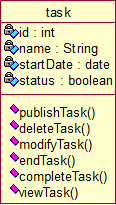 task
id : int
name : String
startDate : date
status : boolean
publishTask()
deleteTask()
modifyTask()
endTask()
completeTask()
viewTask()